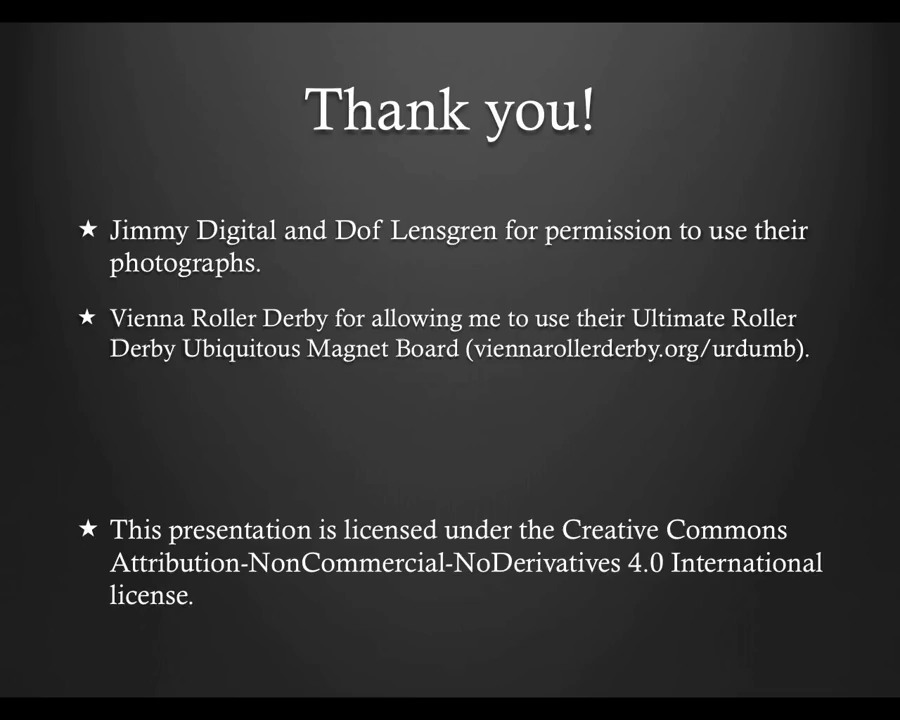 Thank you!
★ Jimmy Digital and Dof Lensgren for permission to use their
photographs.
★ Vienna Roller Derby for allowing me to use their Ultimate Roller
Derby Ubiquitous Magnet Board (viennarollerderby.org/urdumb).
★ This presentation is licensed under the Creative Commons
Attribution-NonCommercial-NoDerivatives 4.0 International
license.